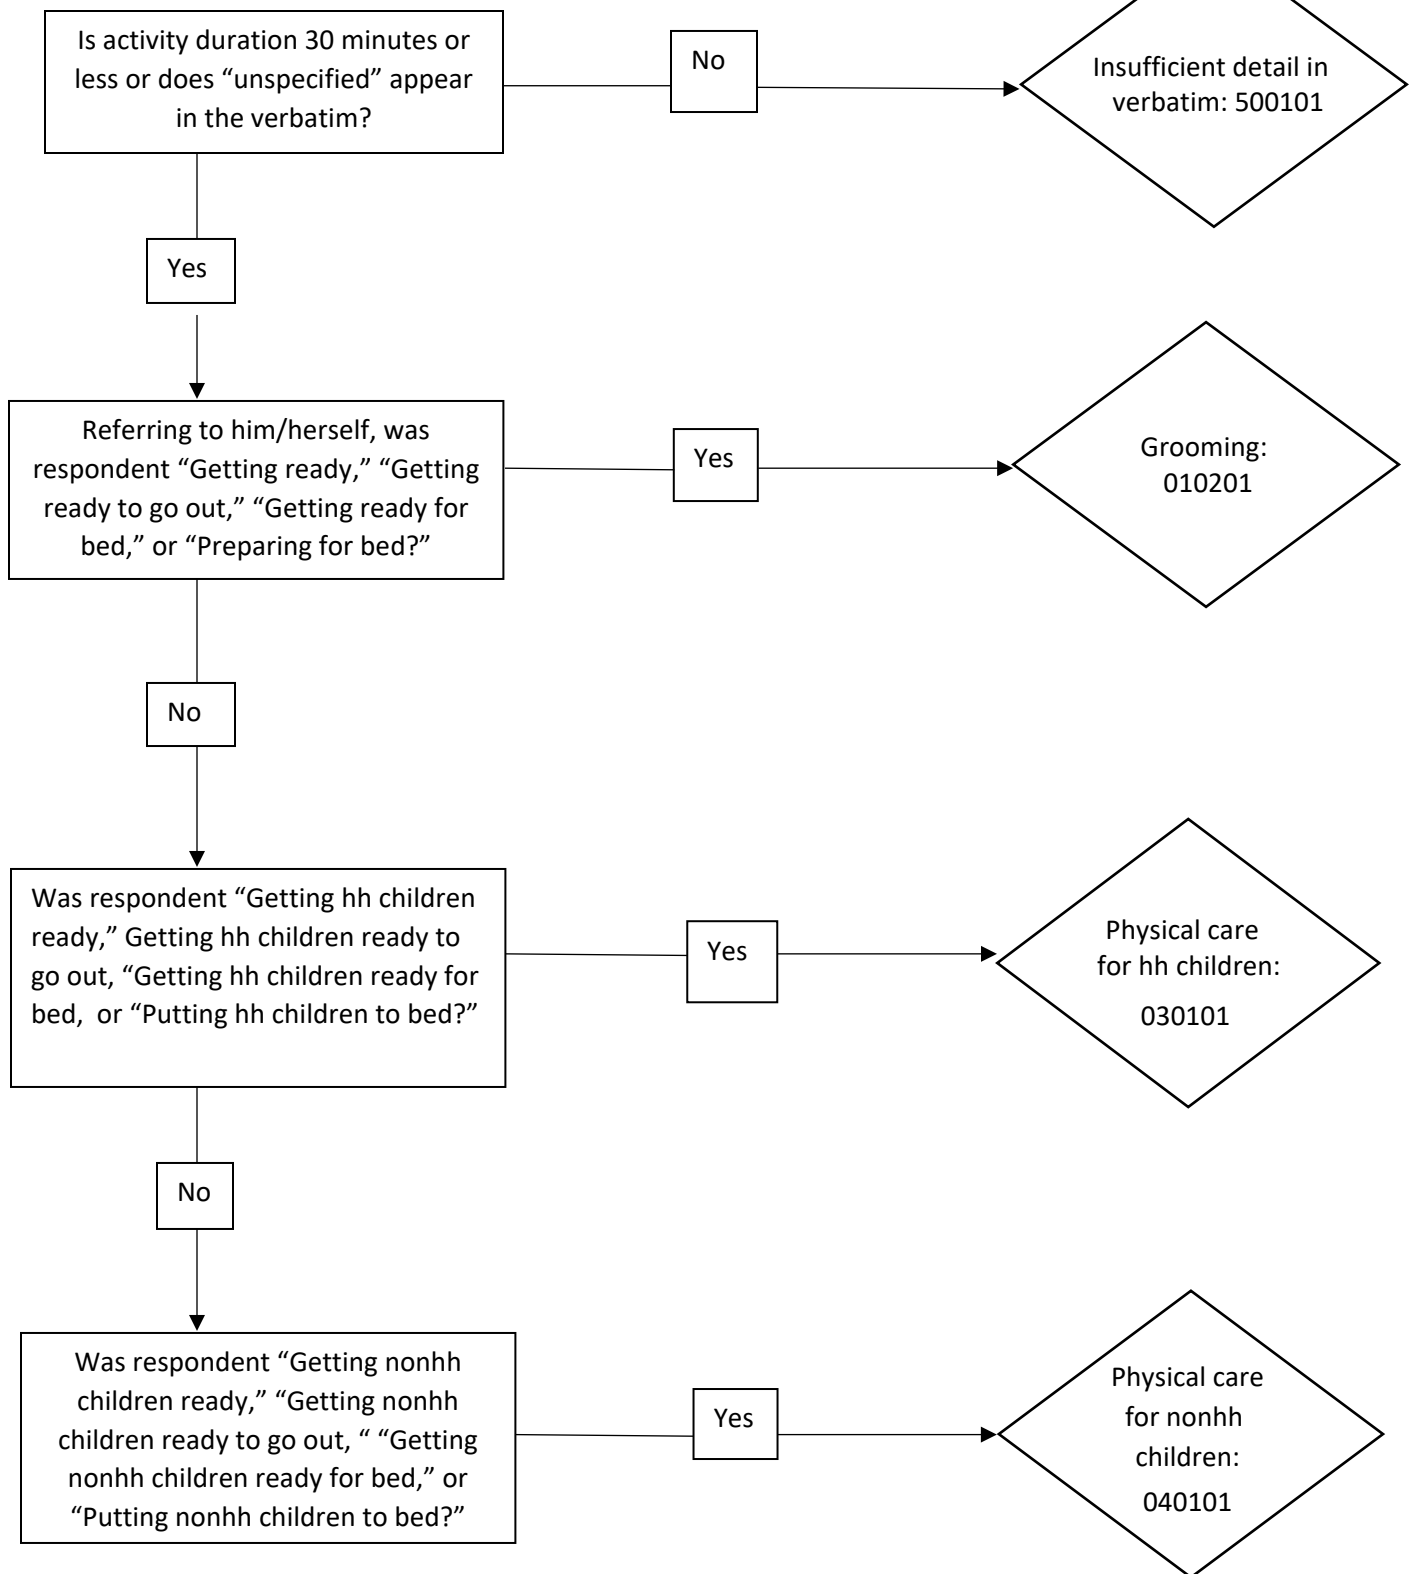 Is activity duration 30 minutes or
less or does “unspecified” appear
in the verbatim?
No
Insufficient detail in
verbatim: 500101
Yes
Referring to him/herself, was
respondent “Getting ready,” “Getting
ready to go out,” “Getting ready for
bed,” or “Preparing for bed?”
Yes
Grooming:
010201
No
Was respondent “Getting hh children
ready,” Getting hh children ready to
go out, “Getting hh children ready for
bed, or “Putting hh children to bed?”
Yes
Physical care
for hh children:
030101
No
Was respondent “Getting nonhh
children ready,” “Getting nonhh
children ready to go out, “ “Getting
nonhh children ready for bed,” or
“Putting nonhh children to bed?”
Yes
Physical care
for nonhh
children:
040101